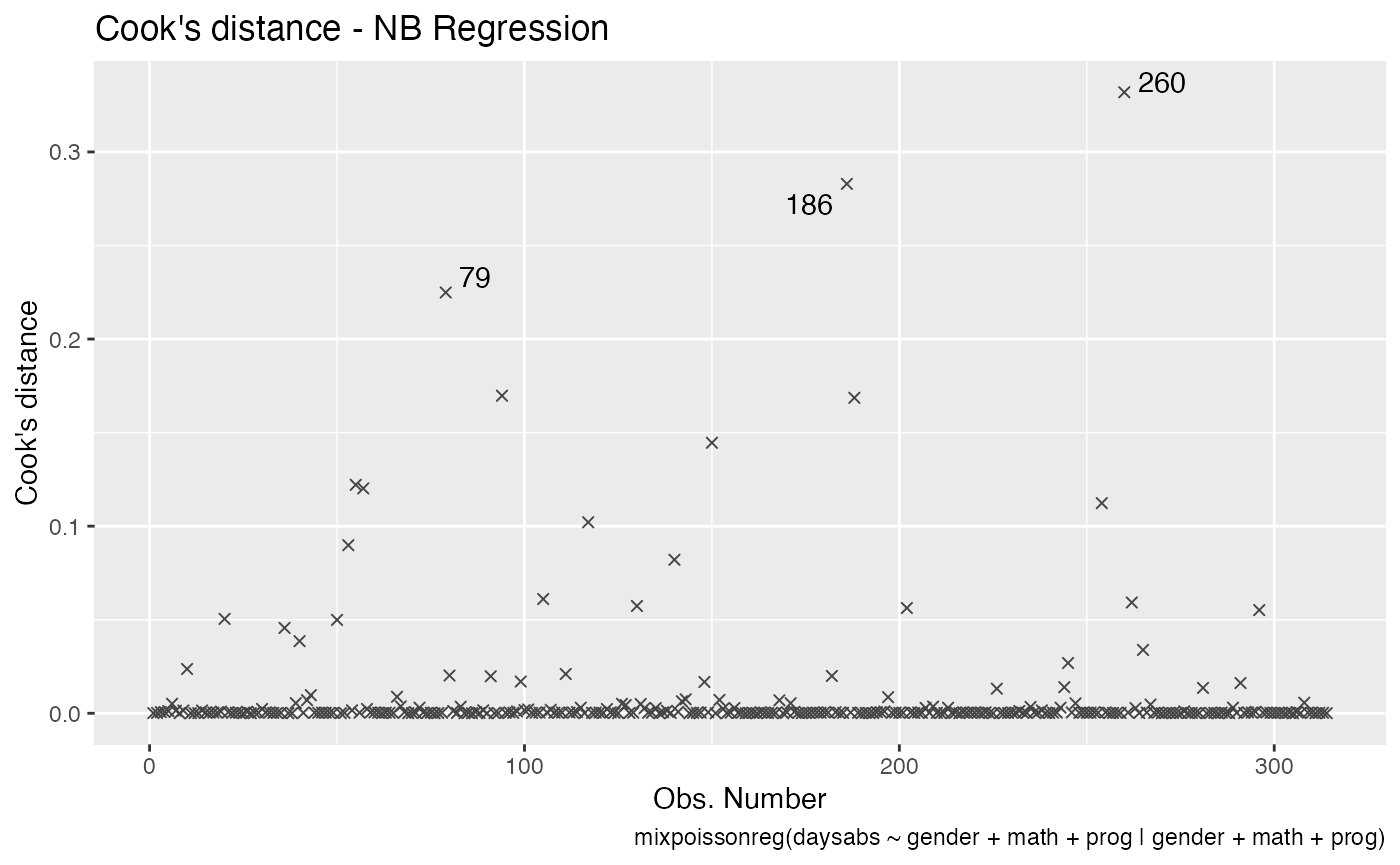 Cook's distance - NB Regression
260
0.3
186
79
0.2
Cook's distance
0.1
0.0
0 100 200 300
Obs. Number
mixpoissonreg(daysabs ~ gender + math + prog | gender + math + prog)